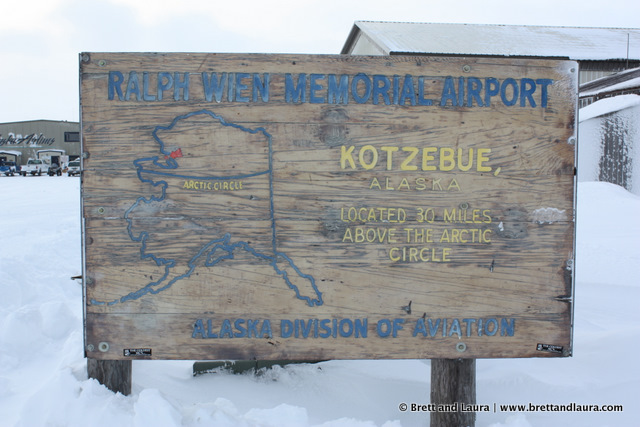 RALPH WIEN MEMORIAL AIRPORT
ARCTIC CIRCLE
KOTZEBUE,
ALASKA
LOCATED 30 MILES
ABOVE THE ARCTIC
CIRCLE
ALASKA DIVISION OF AVIATION
© Brett and Laura | www.brettandlaura.com